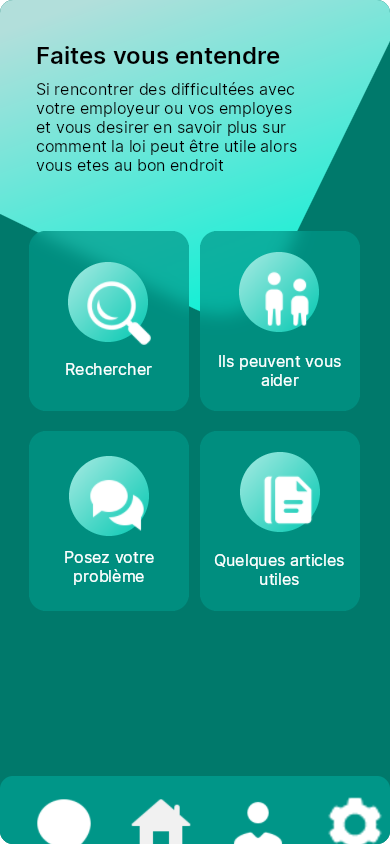 Faites vous entendre
Si rencontrer des difficultées avec
votre employeur ou vos employes
et vous desirer en savoir plus sur
comment la loi peut être utile alors
vous etes au bon endroit
Rechercher
Ils peuvent vous
aider
Posez votre
problème
Quelques articles
utiles